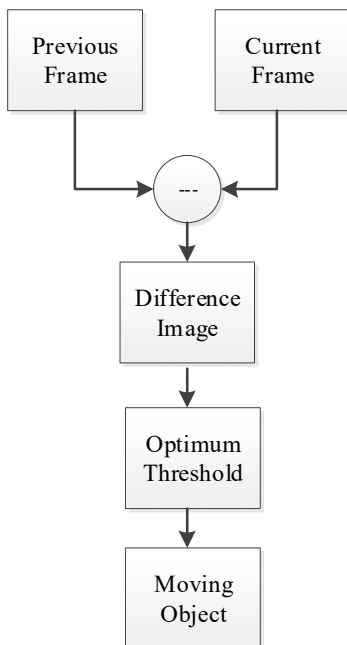 Previous
Frame
Current
Frame
---
Difference
Image
Optimum
Threshold
Moving
Object